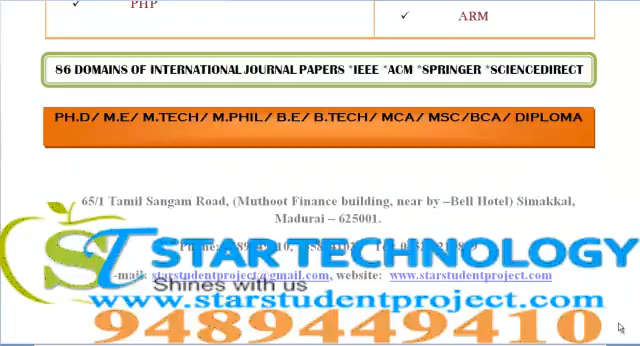 PHP
ARM
86 DOMAINS OF INTERNATIONAL JOURNAL PAPERS *IEEE *ACM *SPRINGER *SCIENCEDIRECT
PH.D/ M.E/ M.TECH/ M.PHIL/ B.E/ B.TECH/ MCA/ MSC/BCA/ DIPLOMA
65/1 Tamil Sangam Road, (Muthoot Finance building, near by –Bell Hotel) Simakkal,
Madurai – 625001.
ST STAR TECHNOLOGY
-mail: starstudentproject@gmail.com, website: www.starstudentproject.com
Shines with us
www.starstudentproject.com
9489449410